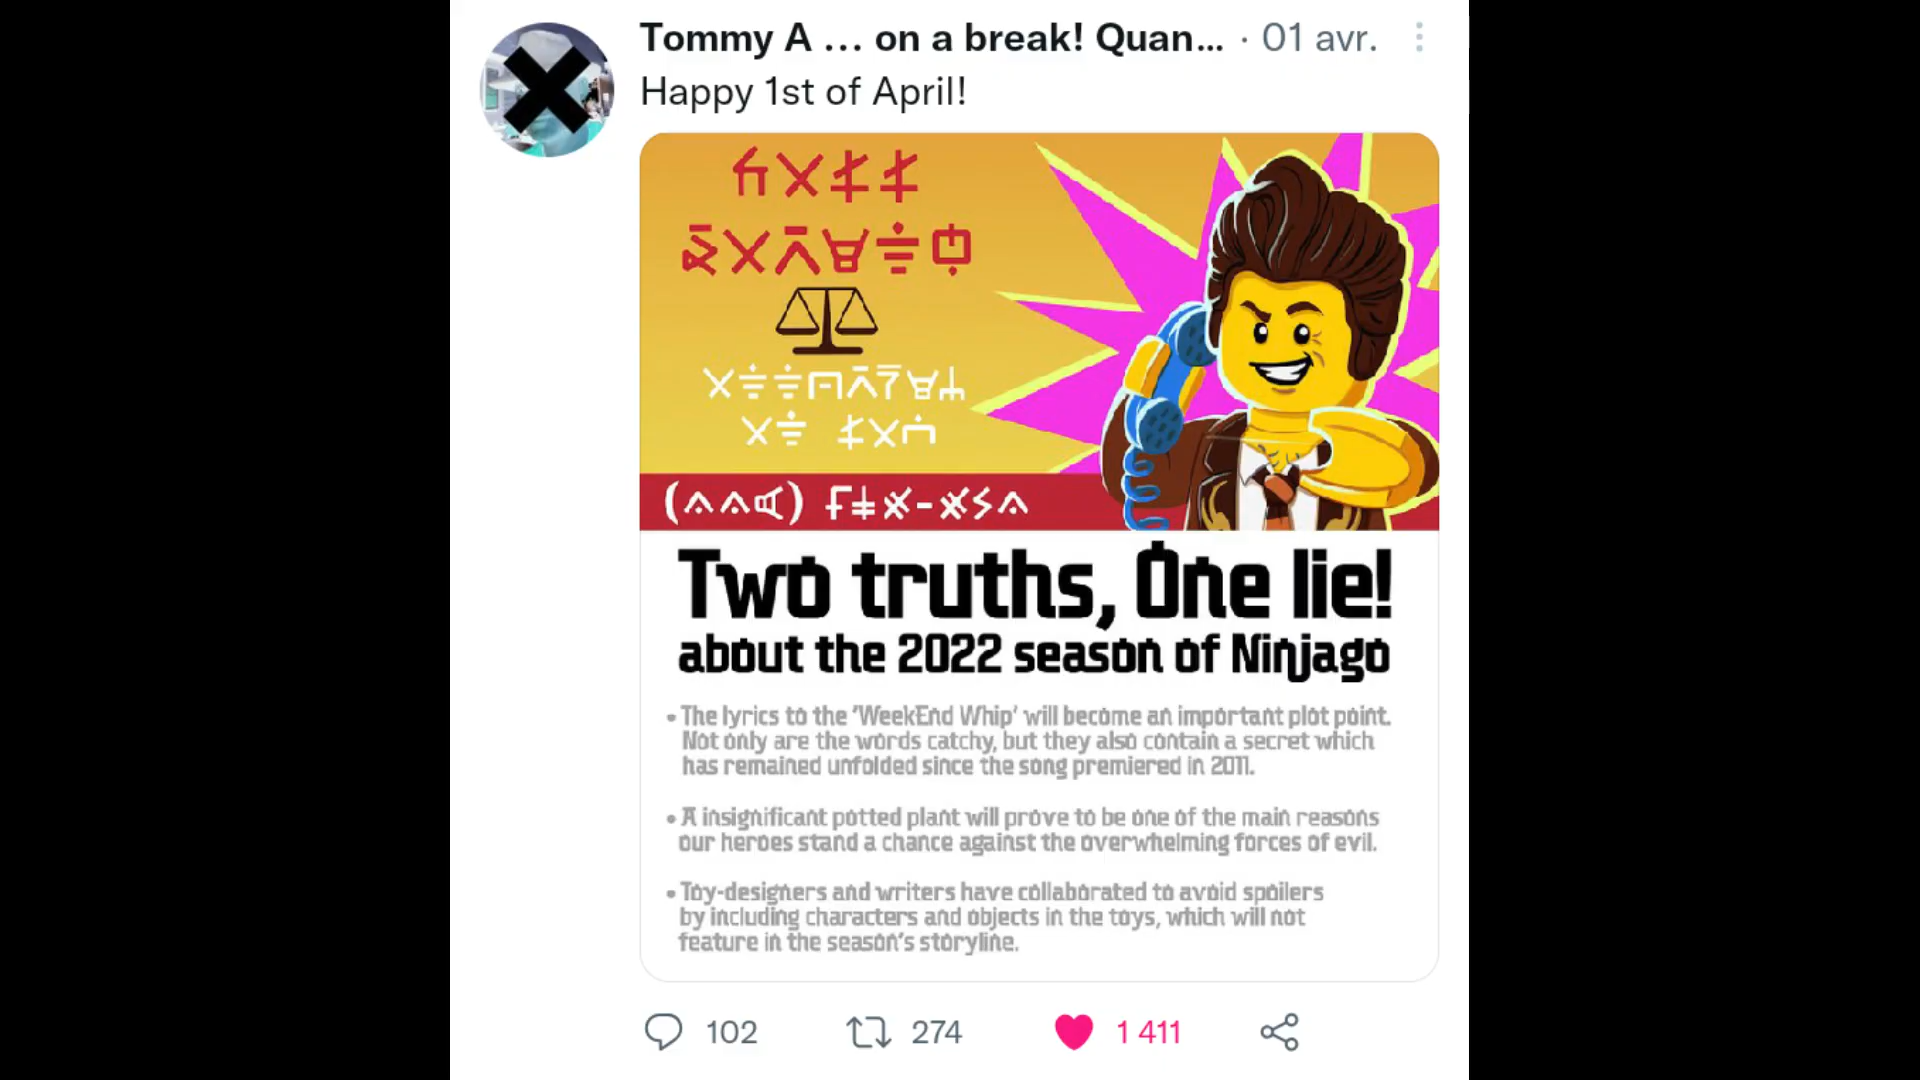 Tommy A ... on a break! Quan... · 01 avr.
Happy 1st of April!
Two truths, One lie!
about the 2022 season of Ninjago
• The lyrics to the 'WeekEnd Whip' will become an important plot point.
Not only are the words catchy, but they also contain a secret which
has remained unfolded since the song premiered in 2011.
• A insignificant potted plant will prove to be one of the main reasons
our heroes stand a chance against the overwhelming forces of evil.
• Toy-designers and writers have collaborated to avoid spoilers
by including characters and objects in the toys, which will not
feature in the season's storyline.
102 274 1 411